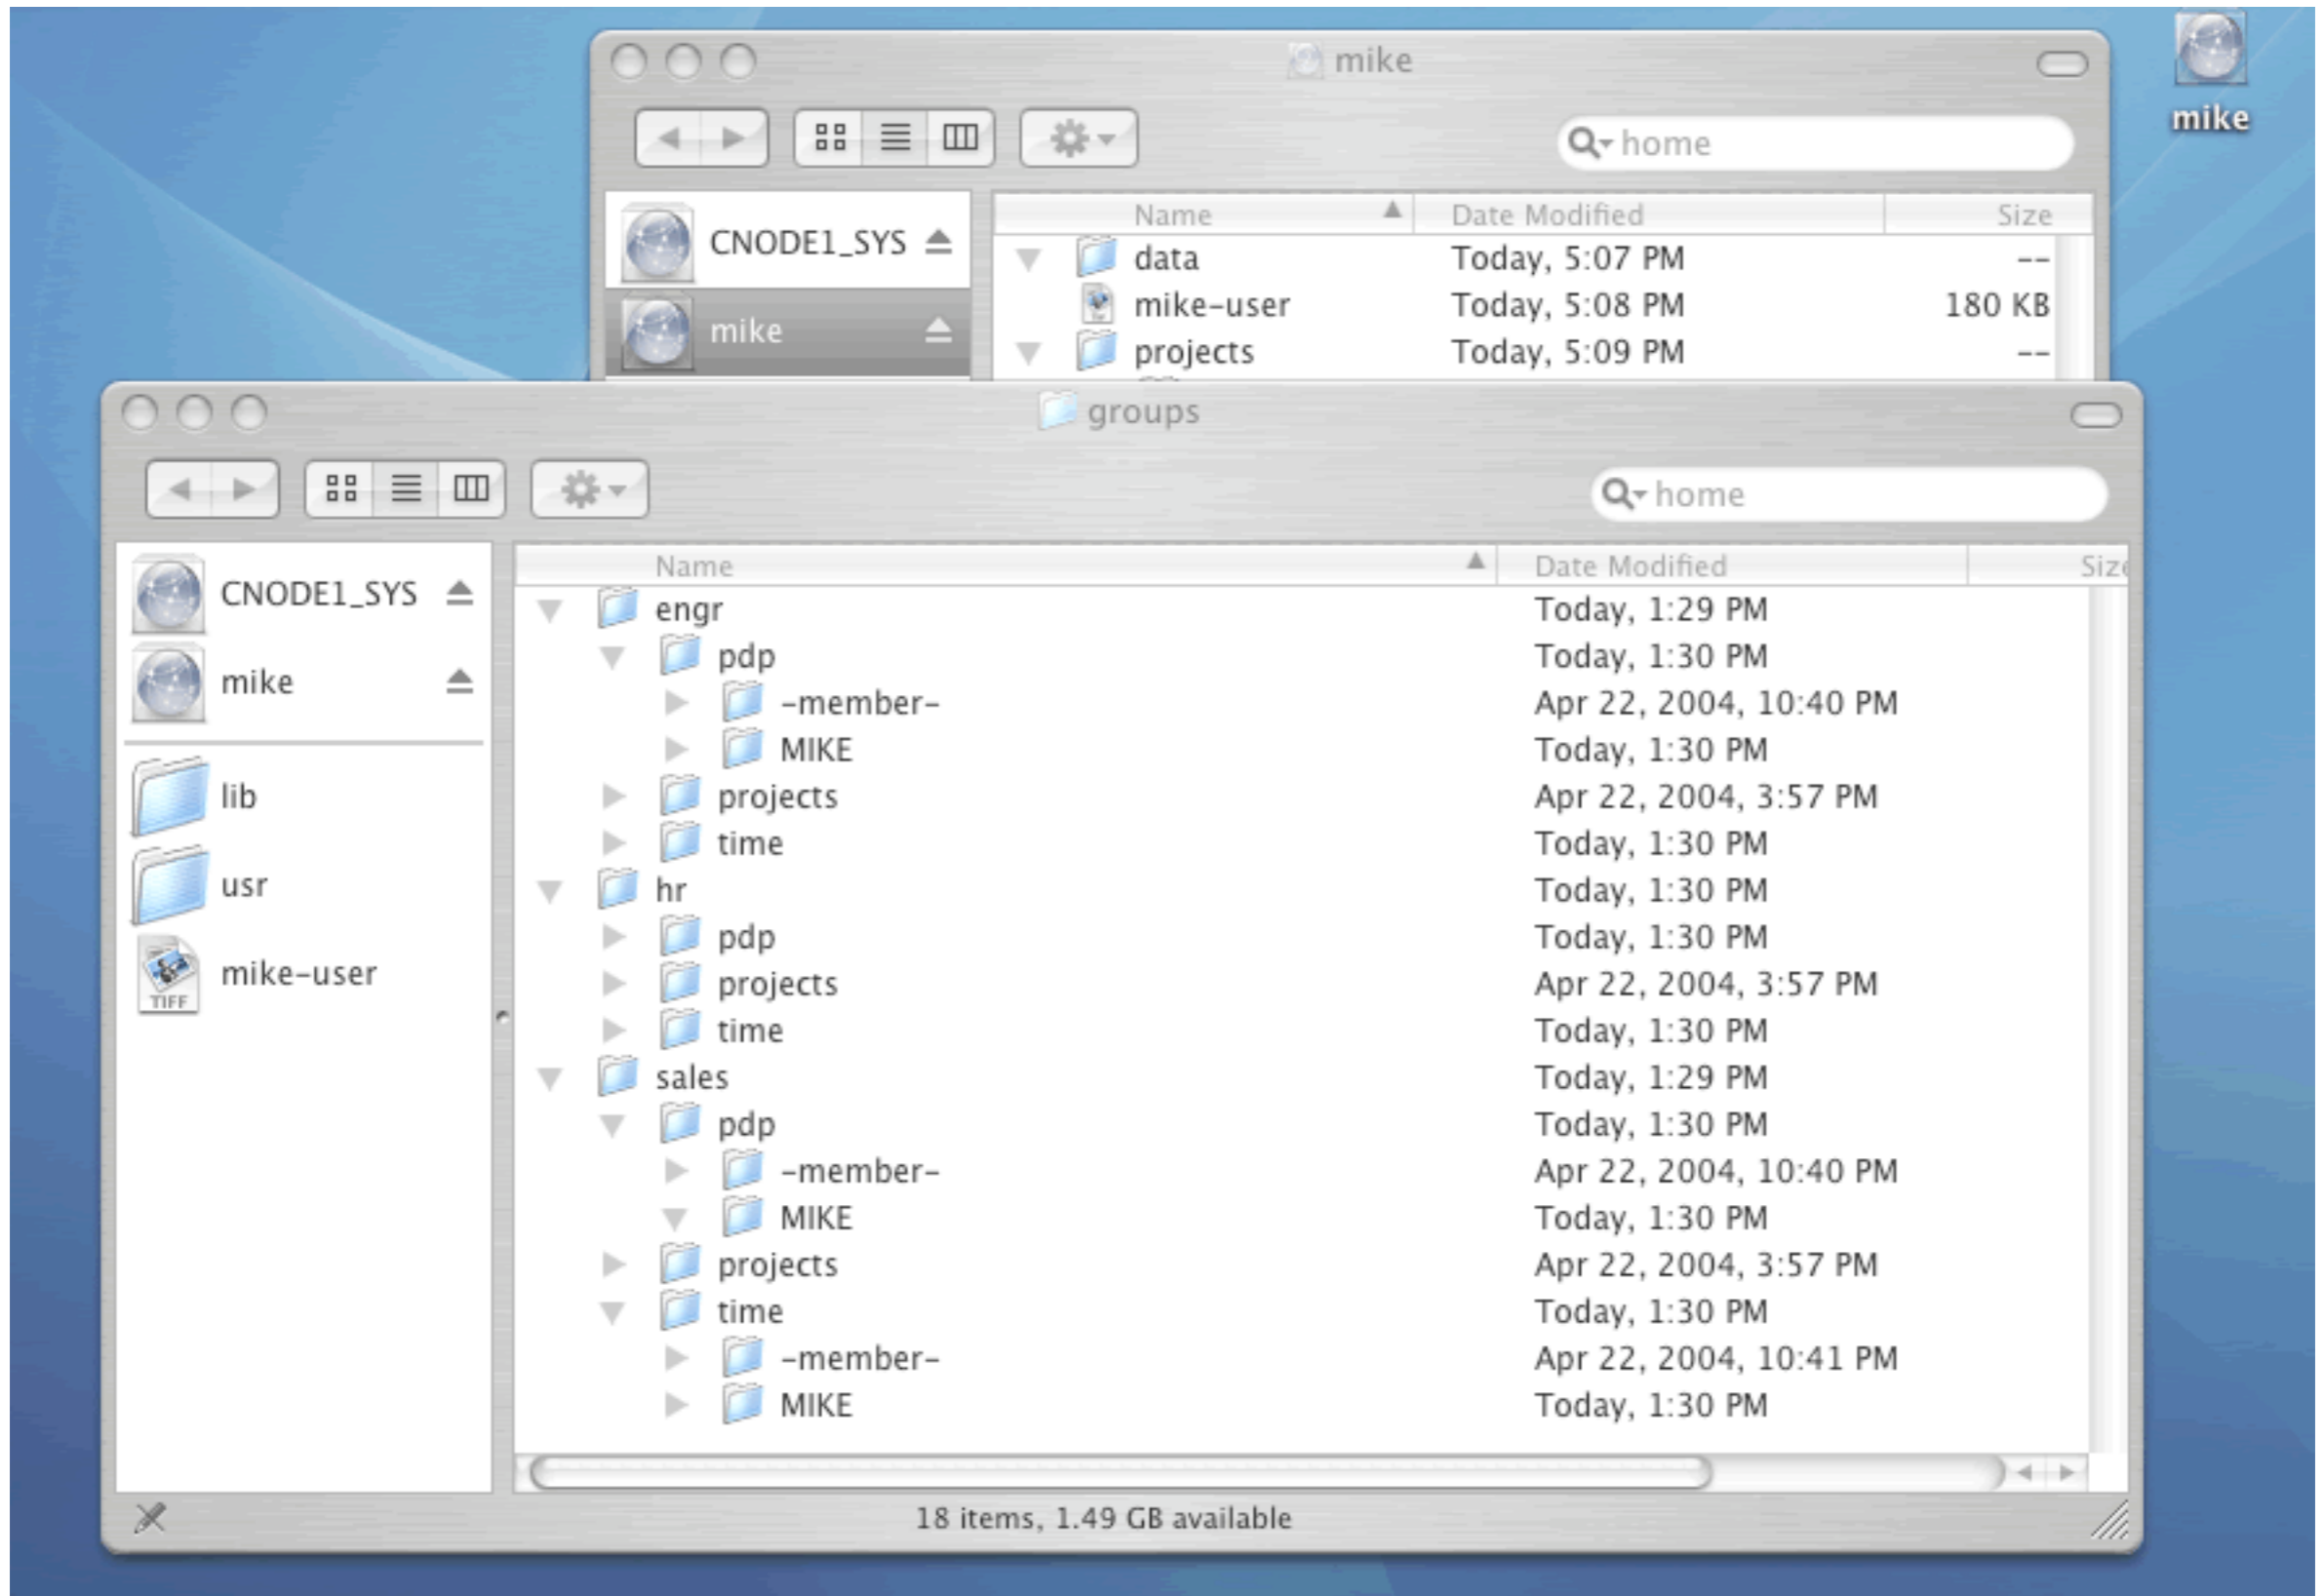 mike
mike
home
Name Date Modified Size
CNODE1_SYS
data Today, 5:07 PM --
mike-user Today, 5:08 PM 180 KB
mike
projects Today, 5:09 PM --
groups
home
Name Date Modified Size
CNODE1_SYS
mike
lib
usr
mike-user
TIFF
engr Today, 1:29 PM
pdp Today, 1:30 PM
-member- Apr 22, 2004, 10:40 PM
MIKE Today, 1:30 PM
projects Apr 22, 2004, 3:57 PM
time Today, 1:30 PM
hr Today, 1:30 PM
pdp Today, 1:30 PM
projects Apr 22, 2004, 3:57 PM
time Today, 1:30 PM
sales Today, 1:29 PM
pdp Today, 1:30 PM
-member- Apr 22, 2004, 10:40 PM
MIKE Today, 1:30 PM
projects Apr 22, 2004, 3:57 PM
time Today, 1:30 PM
-member- Apr 22, 2004, 10:41 PM
MIKE Today, 1:30 PM
18 items, 1.49 GB available